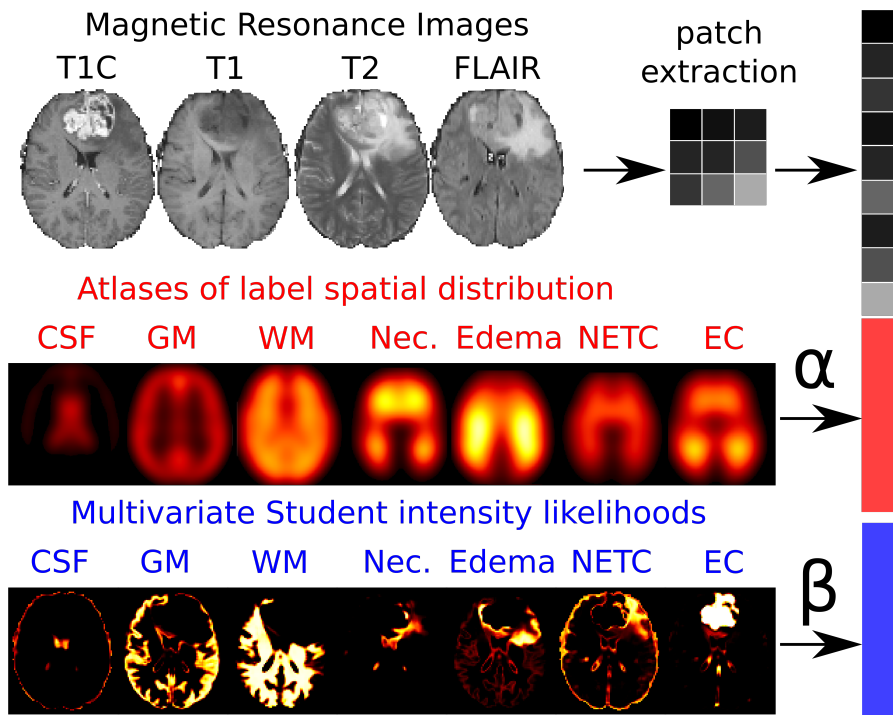 Magnetic Resonance Images
T1C T1 T2 FLAIR
patch
extraction
Atlases of label spatial distribution
CSF GM WM Nec. Edema NETC EC
α
Multivariate Student intensity likelihoods
CSF GM WM Nec. Edema NETC EC
β